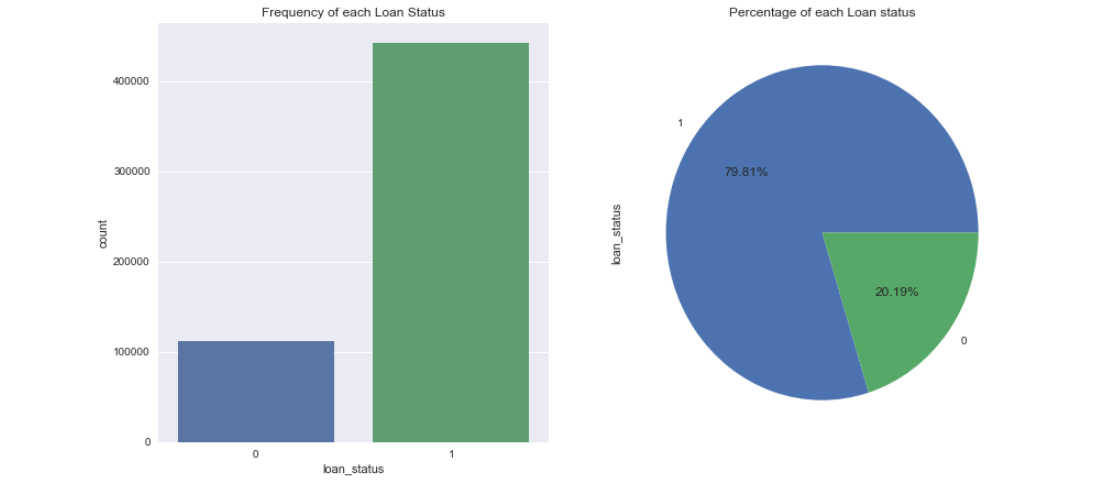 Frequency of each Loan Status
count
400000
300000
200000
100000
0
0 1
loan_status
Percentage of each Loan status
loan_status
1
79.81%
20.19%
0